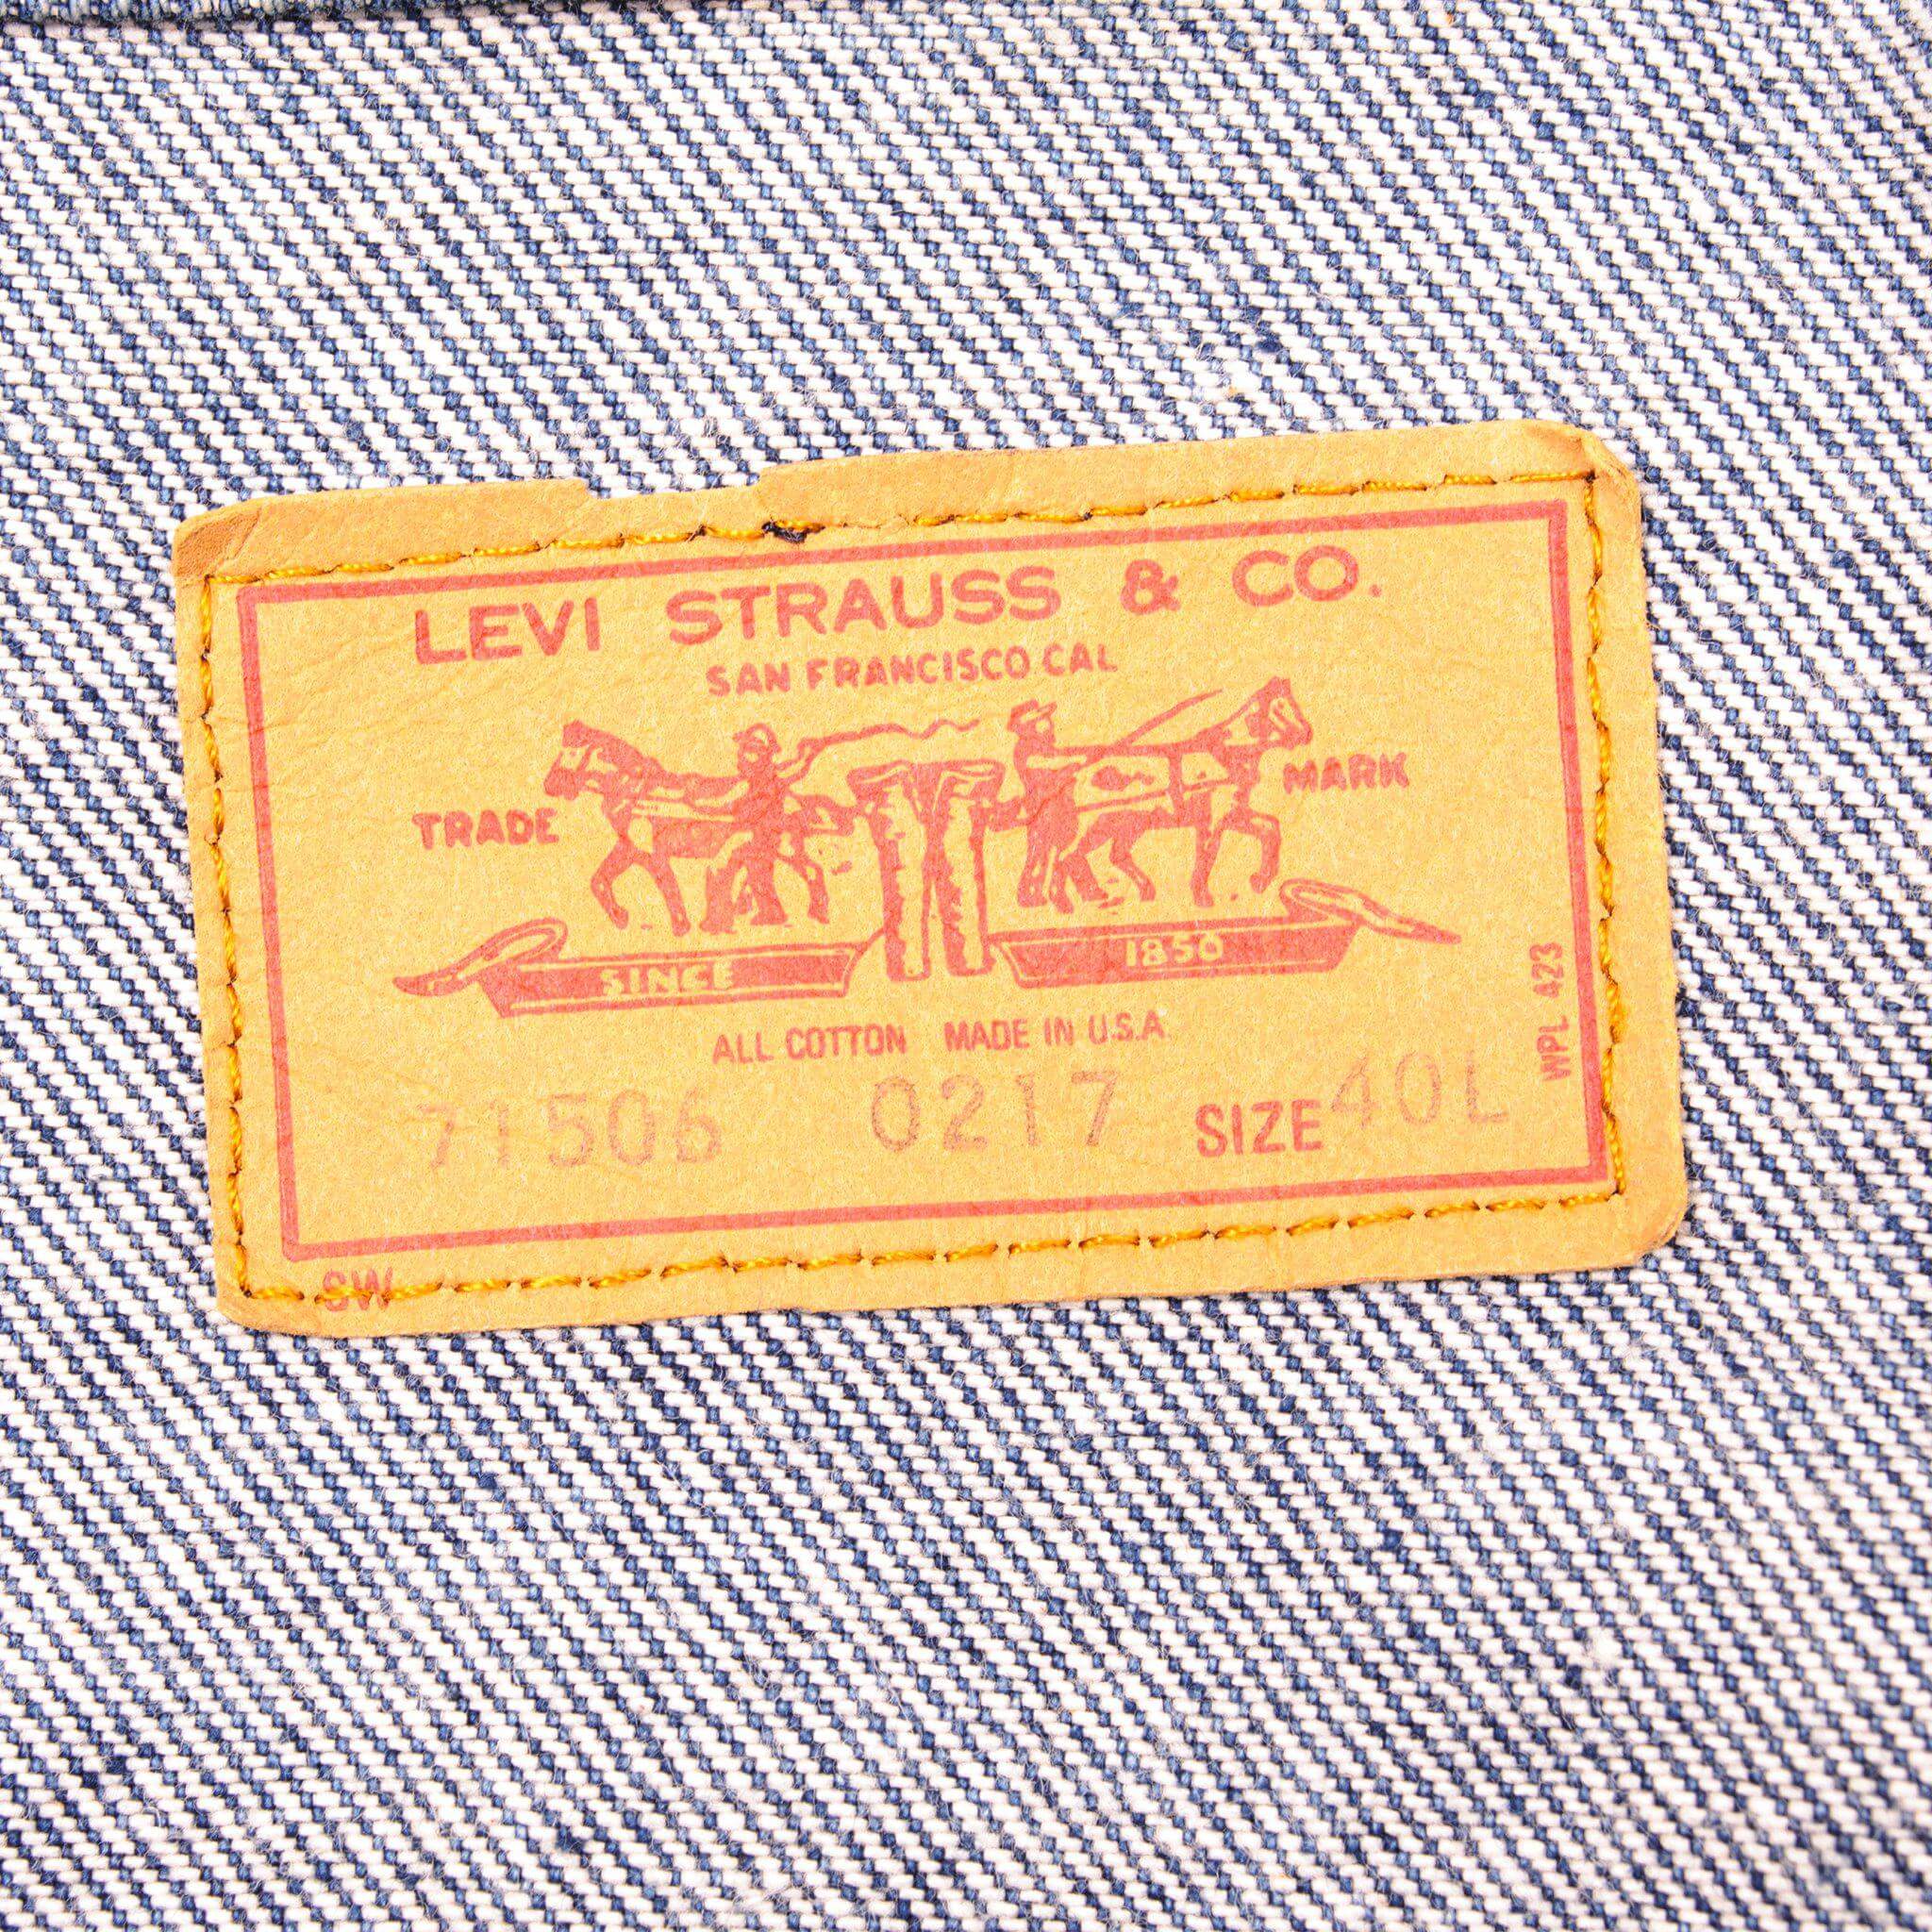 LEVI STRAUSS & CO.
SAN FRANCISCO CAL
TRADE MARK
SINCE 1850
ALL COTTON MADE IN U.S.A.
71506 0217 SIZE 40L
WPL 423
SW